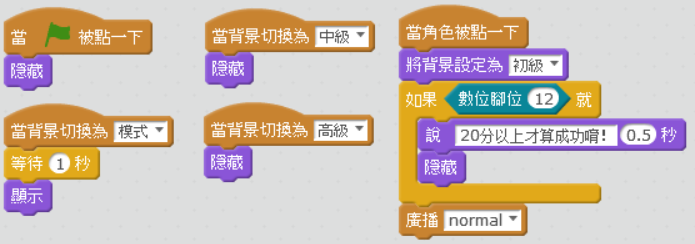 當 被點一下
隱藏
當背景切換為 模式
等待 1 秒
顯示
當背景切換為 中級
隱藏
當背景切換為 高級
隱藏
當角色被點一下
將背景設定為 初級
如果 數位腳位 12 就
說 20分以上才算成功唷! 0.5 秒
隱藏
廣播 normal